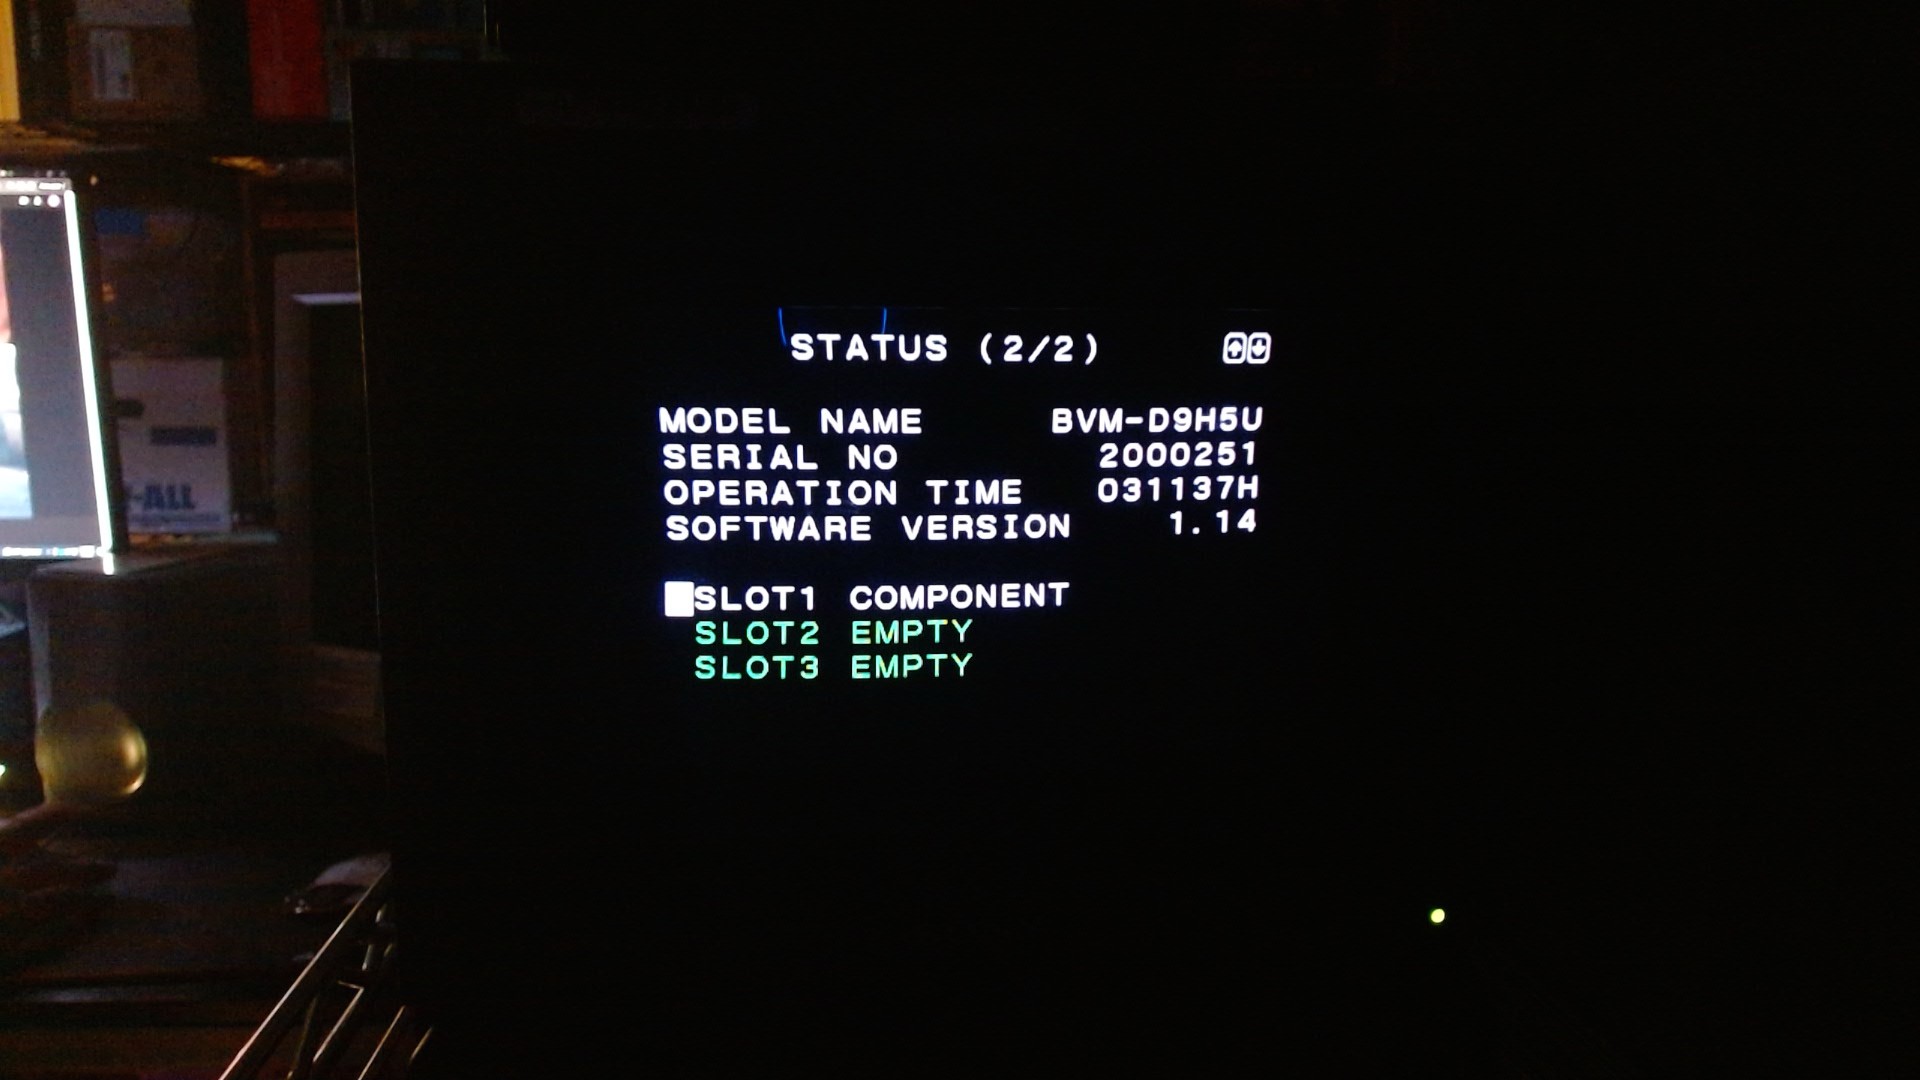 STATUS (2/2)
MODEL NAME BVM-D9H5U
SERIAL NO 2000251
OPERATION TIME 031137H
SOFTWARE VERSION 1.14
SLOT1 COMPONENT
SLOT2 EMPTY
SLOT3 EMPTY
-ALL